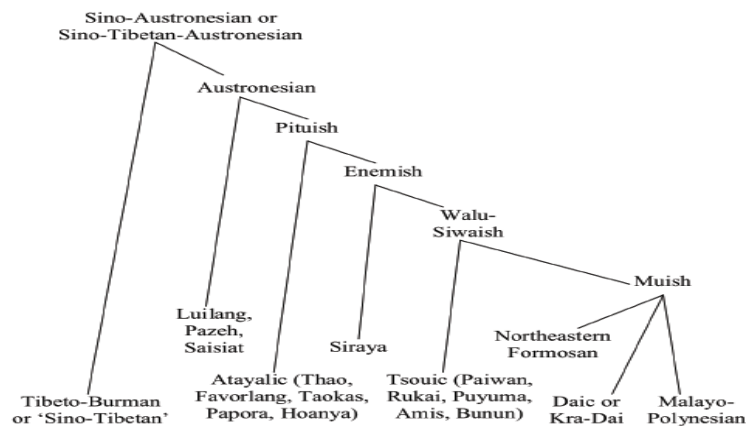 Sino-Austronesian or
Sino-Tibetan-Austronesian
Austronesian
Pituish
Enemish
Walu-
Siwaish
Muish
Luilang,
Pazeh,
Saisiat
Siraya
Northeastern
Formosan
Atayalic (Thao,
Favorlang, Taokas,
Papora, Hoanya)
Tsouic (Paiwan,
Rukai, Puyuma,
Amis, Bunun)
Tibeto-Burman
or ‘Sino-Tibetan’
Daic or
Kra-Dai
Malayo-
Polynesian